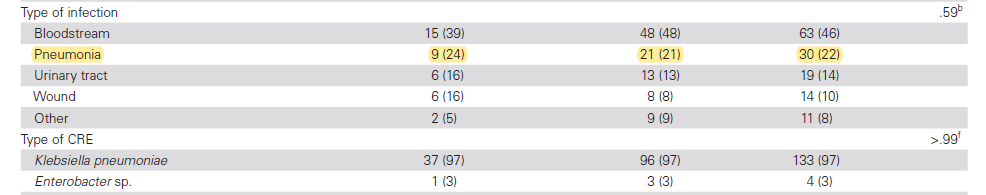 Type of infection .59b
Bloodstream 15 (39) 48 (48) 63 (46)
Pneumonia 9 (24) 21 (21) 30 (22)
Urinary tract 6 (16) 13 (13) 19 (14)
Wound 6 (16) 8 (8) 14 (10)
Other 2 (5) 9 (9) 11 (8)
Type of CRE >.99f
Klebsiella pneumoniae 37 (97) 96 (97) 133 (97)
Enterobacter sp. 1 (3) 3 (3) 4 (3)